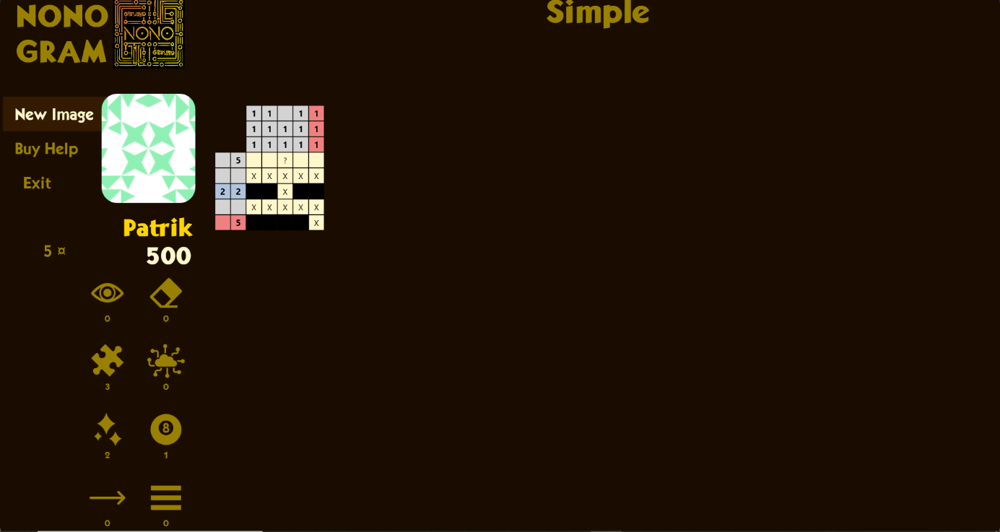 NONO
GRAM
NONO
Simple
New Image
Buy Help
Exit
Patrik
500
5 ¤
0 0
3 0
8
2 1
0 0
1 1 1 1
1 1 1 1 1
1 1 1 1 1
5 ?
X X X X X
2 2 X
X X X X X
5 X